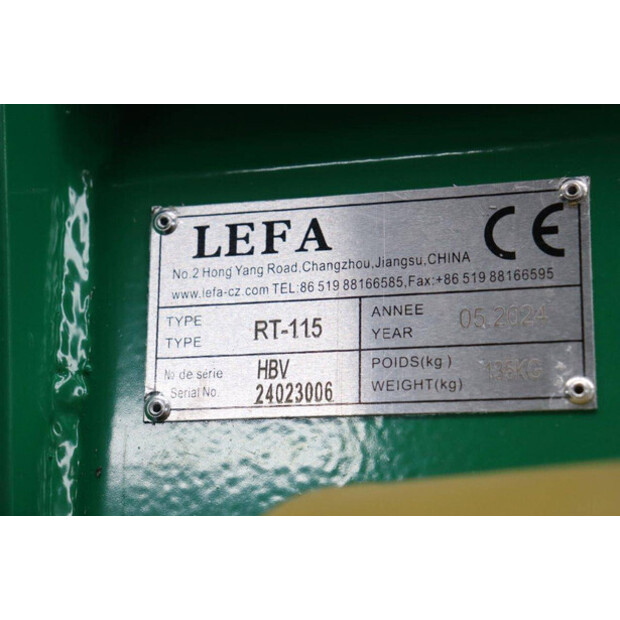 LEFA
CE
No.2 Hong Yang Road,Changzhou,Jiangsu.CHINA
www.lefa-cz.com TEL:86 519 88166585,Fax:+86 519 88166595
TYPE
TYPE
RT-115
ANNEE
YEAR
05.2024
№ de série
Serial No.
HBV
24023006
POIDS(kg)
WEIGHT(kg)